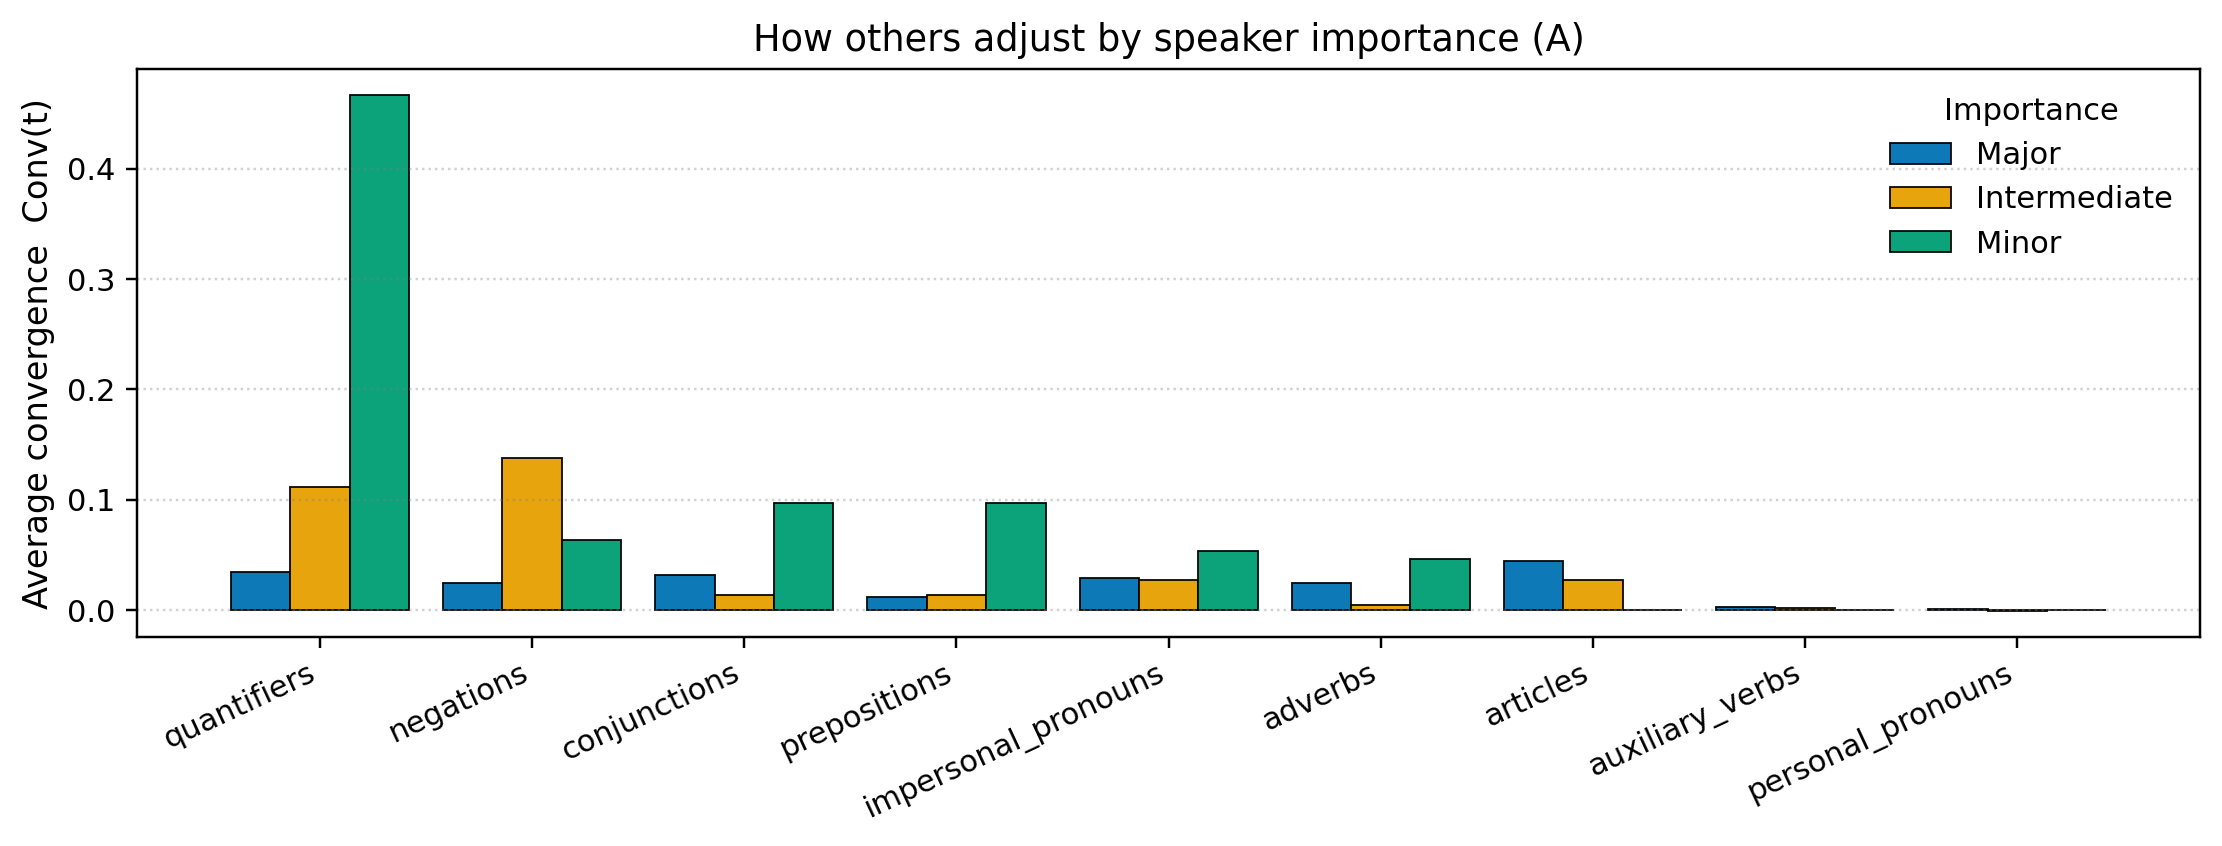 How others adjust by speaker importance (A)
Average convergence  Conv(t)
0.4
0.3
0.2
0.1
0.0
Importance
Major
Intermediate
Minor
quantifiers
negations
conjunctions
prepositions
impersonal_pronouns
adverbs
articles
auxiliary_verbs
personal_pronouns